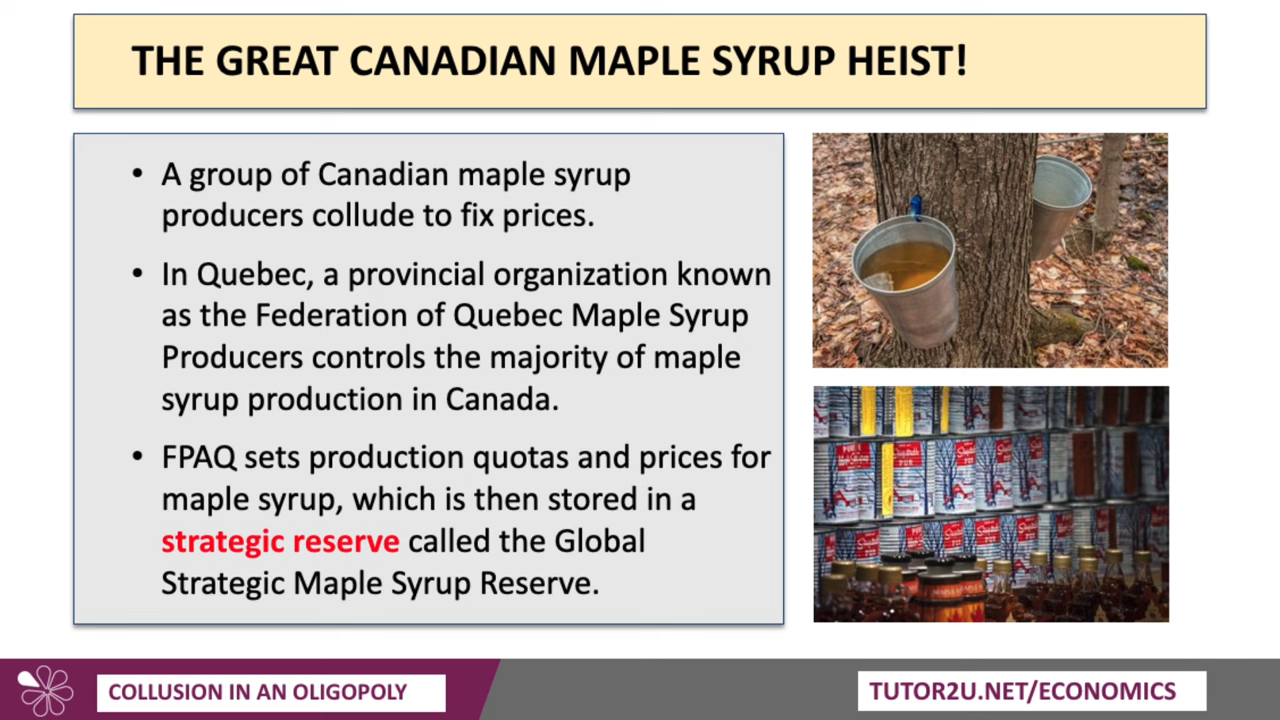 THE GREAT CANADIAN MAPLE SYRUP HEIST!
• A group of Canadian maple syrup
producers collude to fix prices.
• In Quebec, a provincial organization known
as the Federation of Quebec Maple Syrup
Producers controls the majority of maple
syrup production in Canada.
• FPAQ sets production quotas and prices for
maple syrup, which is then stored in a
strategic reserve called the Global
Strategic Maple Syrup Reserve.
COLLUSION IN AN OLIGOPOLY
TUTOR2U.NET/ECONOMICS